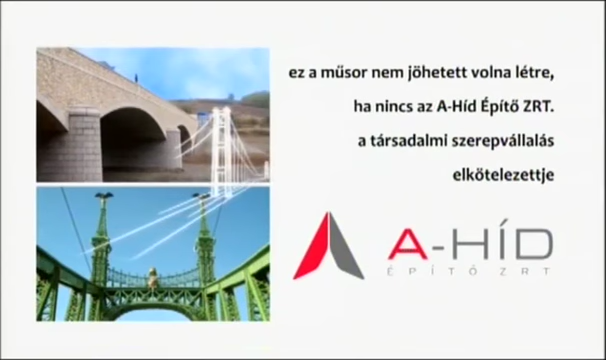 ez a műsor nem jöhetett volna létre,
ha nincs az A-Híd Építő ZRT.
a társadalmi szerepvállalás
elkötelezettje
A-HÍD
ÉPÍTŐ ZRT